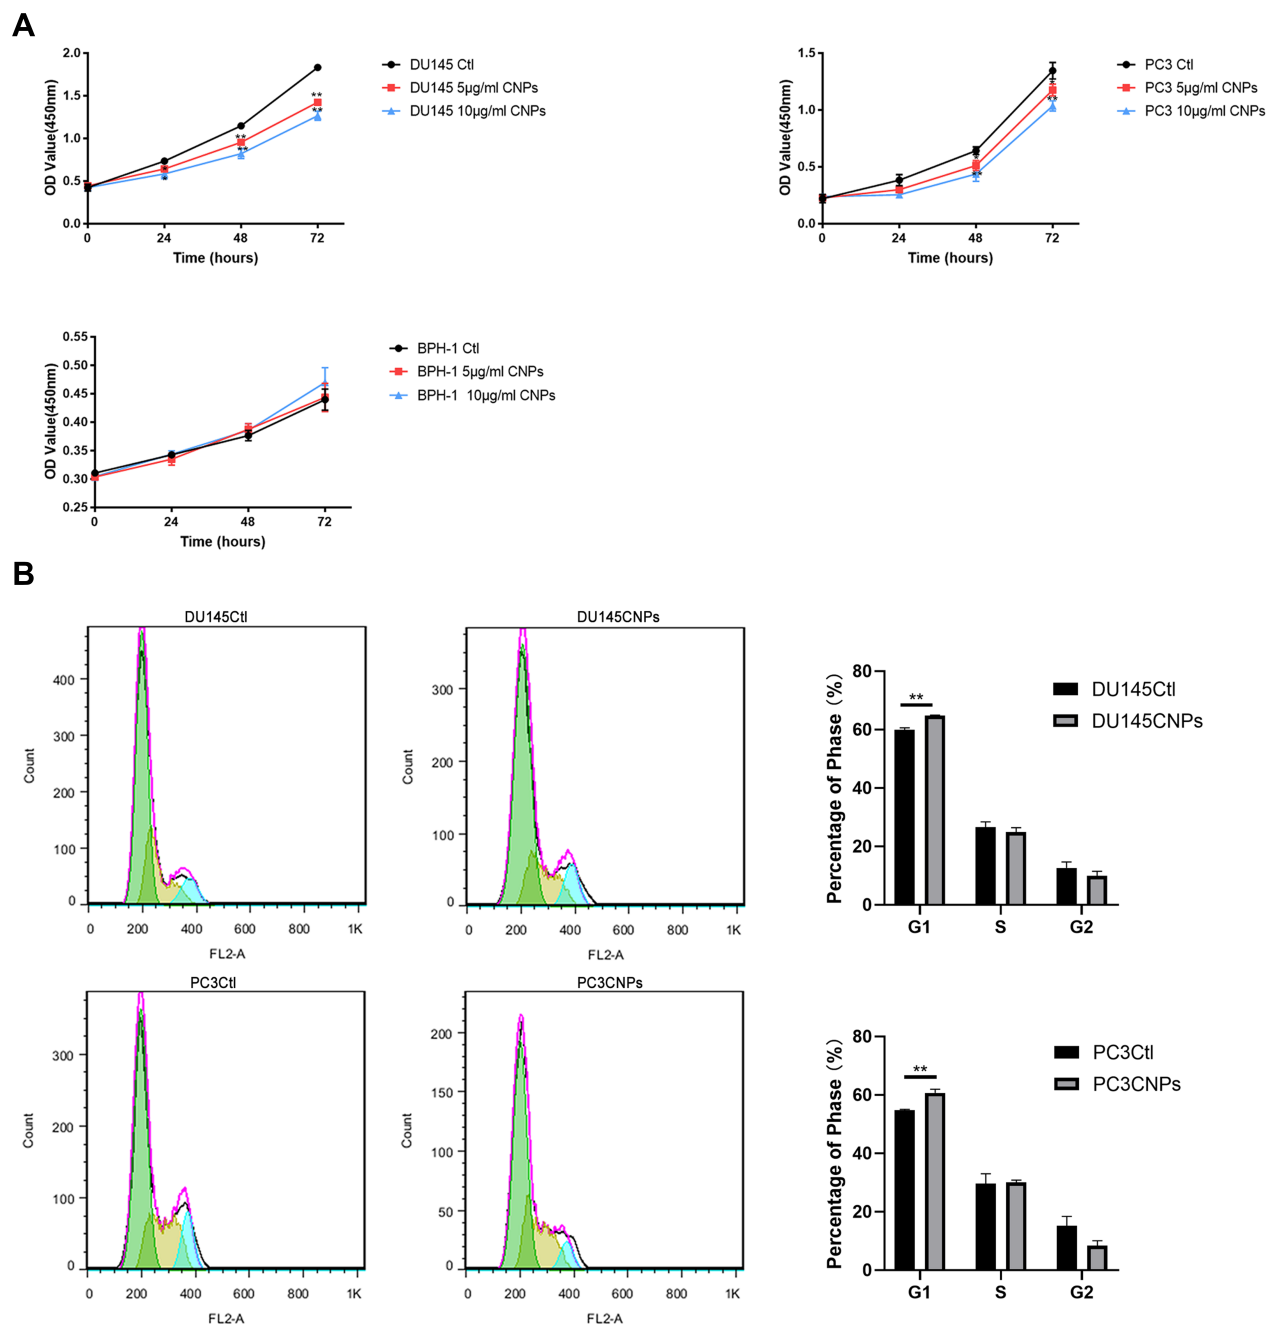 A
2.0
1.5
1.0
0.5
0.0
OD Value(450nm)
0 24 48 72
Time (hours)
** ** ** ** * *
DU145 Ctl
DU145 5μg/ml CNPs
DU145 10μg/ml CNPs
1.5
1.0
0.5
0.0
OD Value(450nm)
0 24 48 72
Time (hours)
* ** * **
PC3 Ctl
PC3 5μg/ml CNPs
PC3 10μg/ml CNPs
0.55
0.50
0.45
0.40
0.35
0.30
0.25
OD Value(450nm)
0 24 48 72
Time (hours)
BPH-1 Ctl
BPH-1 5μg/ml CNPs
BPH-1 10μg/ml CNPs
B
DU145Ctl
400
300
200
100
0
Count
0 200 400 600 800 1K
FL2-A
DU145CNPs
300
200
100
0
Count
0 200 400 600 800 1K
FL2-A
80
60
40
20
0
Percentage of Phase (%)
**
G1 S G2
DU145Ctl
DU145CNPs
PC3Ctl
300
200
100
0
Count
0 200 400 600 800 1K
FL2-A
PC3CNPs
200
150
100
50
0
Count
0 200 400 600 800 1K
FL2-A
80
60
40
20
0
Percentage of Phase (%)
**
G1 S G2
PC3Ctl
PC3CNPs